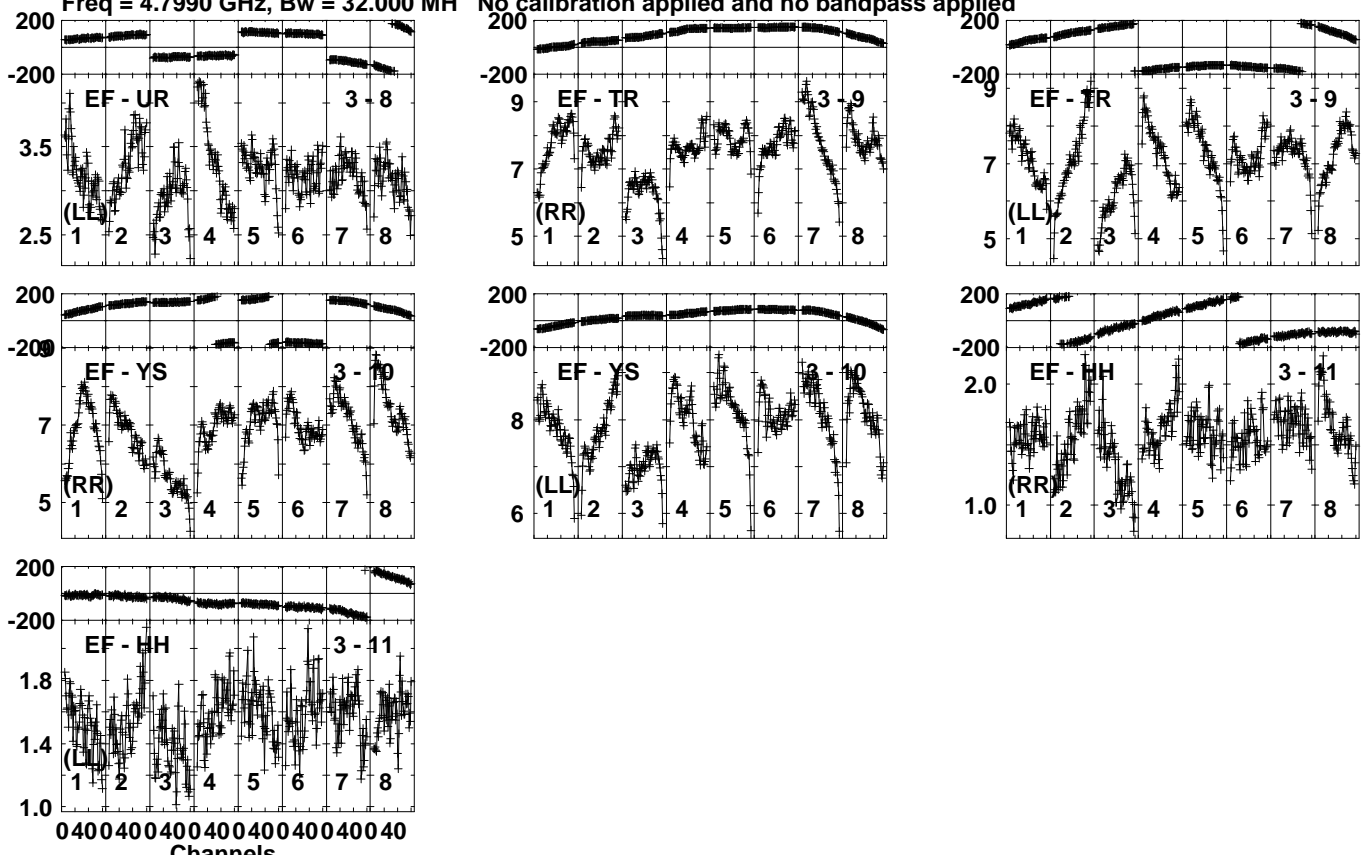 Freq = 4.7990 GHz, Bw = 32.000 MH No calibration applied and no bandpass applied
200
-200
EF - UR 3 - 8
3.5
2.5
(LL)
1 2 3 4 5 6 7 8
200
-200
EF - TR 3 - 9
9
7
5
(RR)
1 2 3 4 5 6 7 8
200
-200
EF - TR 3 - 9
9
7
5
(LL)
1 2 3 4 5 6 7 8
200
-200
EF - YS 3 - 10
9
7
5
(RR)
1 2 3 4 5 6 7 8
200
-200
EF - YS 3 - 10
8
6
(LL)
1 2 3 4 5 6 7 8
200
-200
EF - HH 3 - 11
2.0
1.0
(RR)
1 2 3 4 5 6 7 8
200
-200
EF - HH 3 - 11
1.8
1.4
1.0
(LL)
1 2 3 4 5 6 7 8
0 40 0 40 0 40 0 40 0 40 0 40 0 40 0 40
Channels